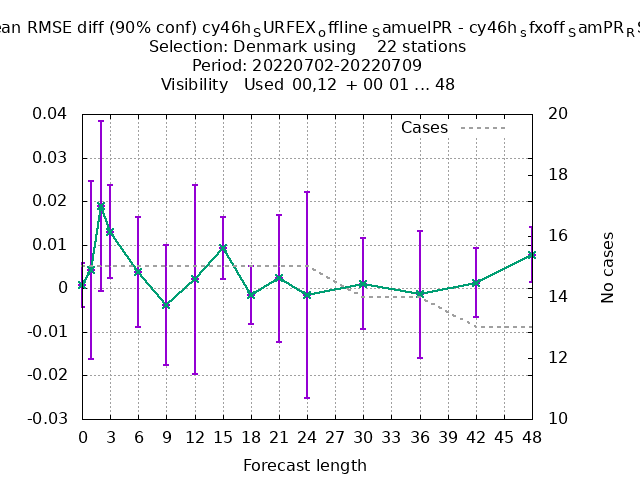 ean RMSE diff (90% conf) cy46h_SURFEX_offline_SamuelPR - cy46h_sfxoff_SamPR_RS
Selection: Denmark using 22 stations
Period: 20220702-20220709
Visibility Used 00,12 + 00 01 ... 48
Cases
0.04
0.03
0.02
0.01
0
-0.01
-0.02
-0.03
20
18
16
14
12
10
No cases
0 3 6 9 12 15 18 21 24 27 30 33 36 39 42 45 48
Forecast length